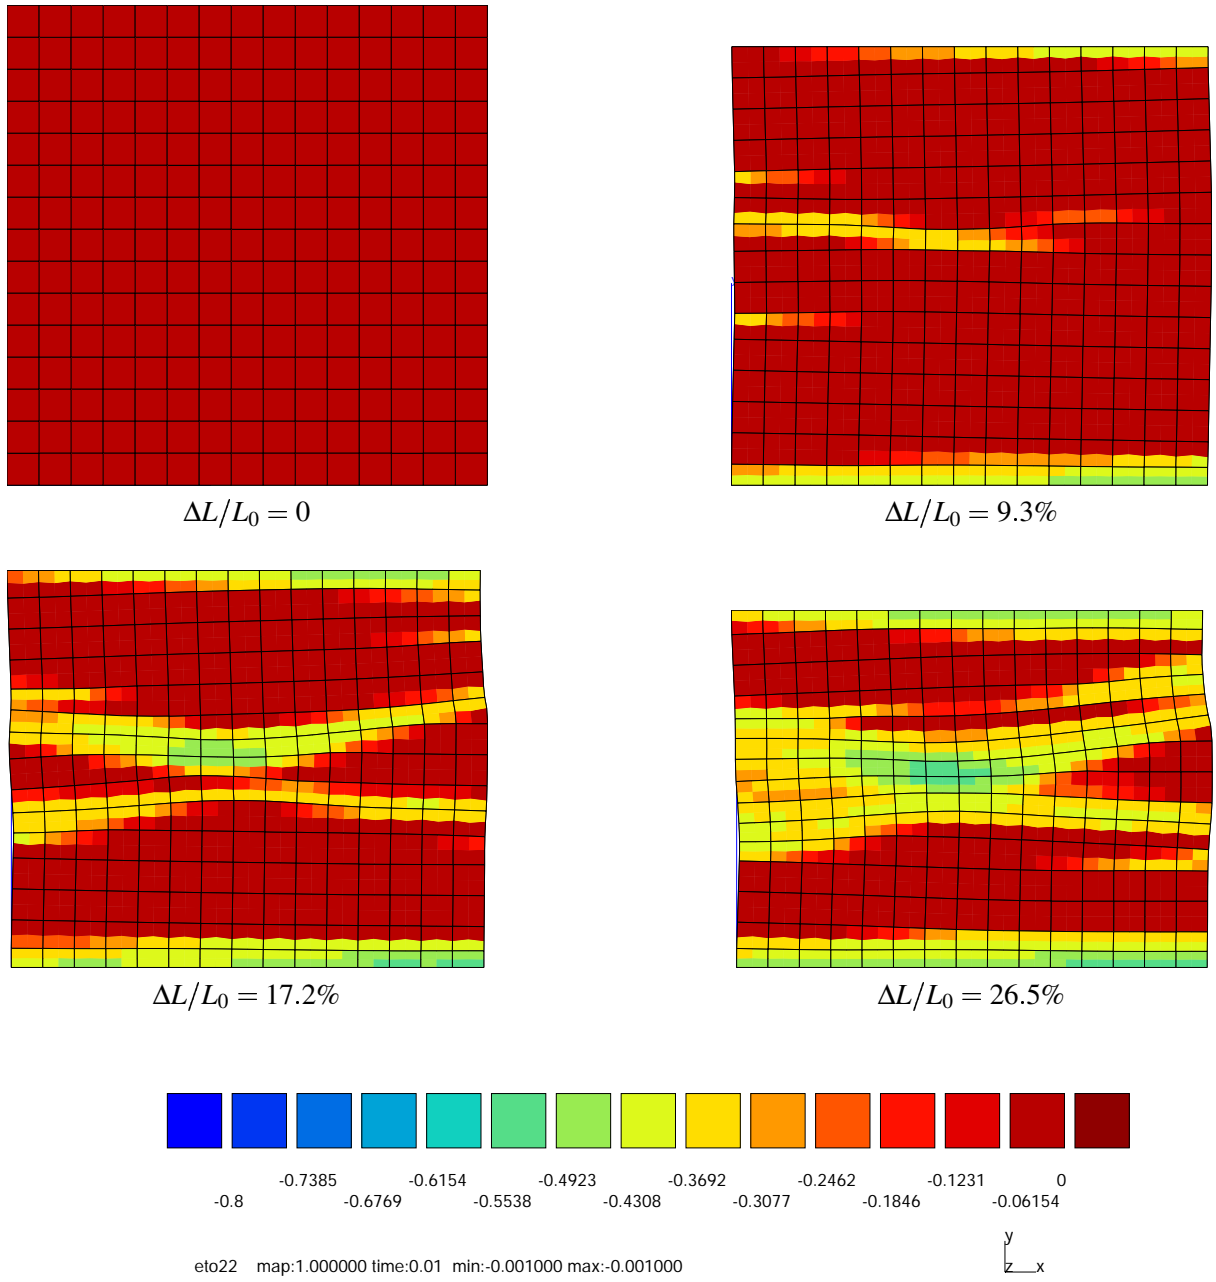 ΔL/L₀ = 0
ΔL/L₀ = 9.3%
ΔL/L₀ = 17.2%
ΔL/L₀ = 26.5%
-0.7385 -0.6154 -0.4923 -0.3692 -0.2462 -0.1231 0
-0.8 -0.6769 -0.5538 -0.4308 -0.3077 -0.1846 -0.06154
y
z x
eto22 map:1.000000 time:0.01 min:-0.001000 max:-0.001000